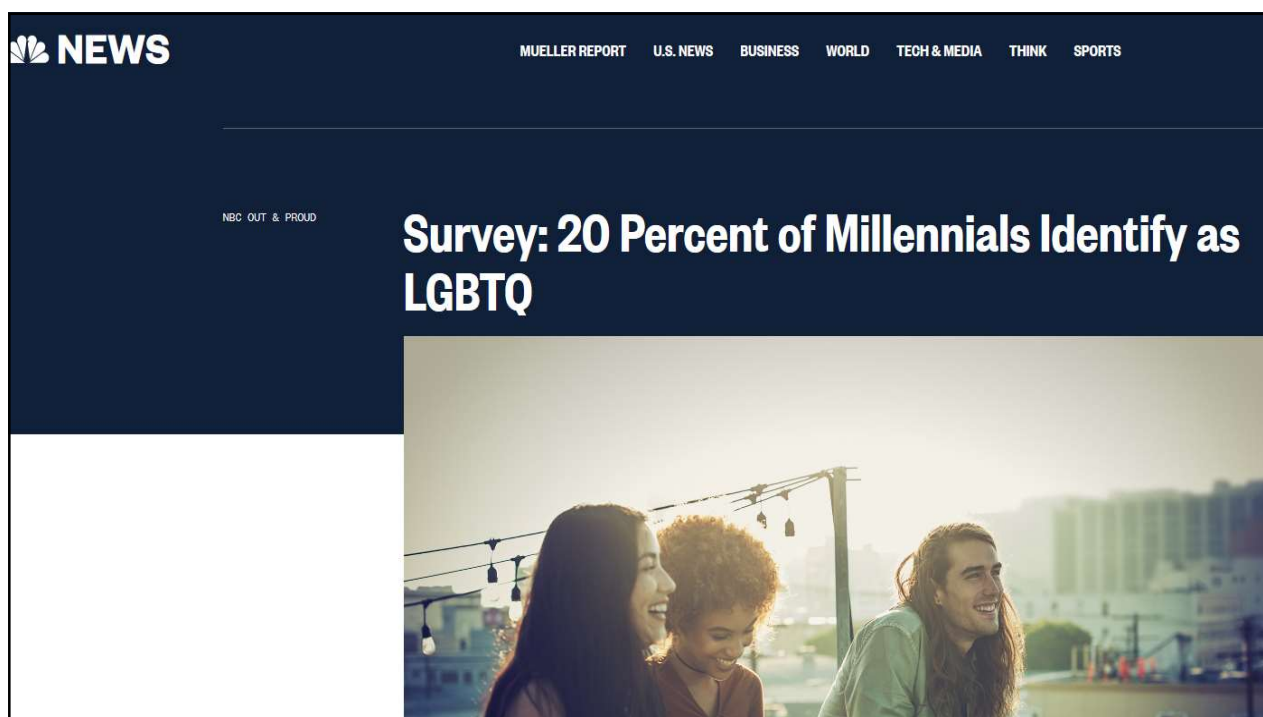 NEWS
MUELLER REPORT U.S. NEWS BUSINESS WORLD TECH & MEDIA THINK SPORTS
NBC OUT & PROUD
Survey: 20 Percent of Millennials Identify as
LGBTQ